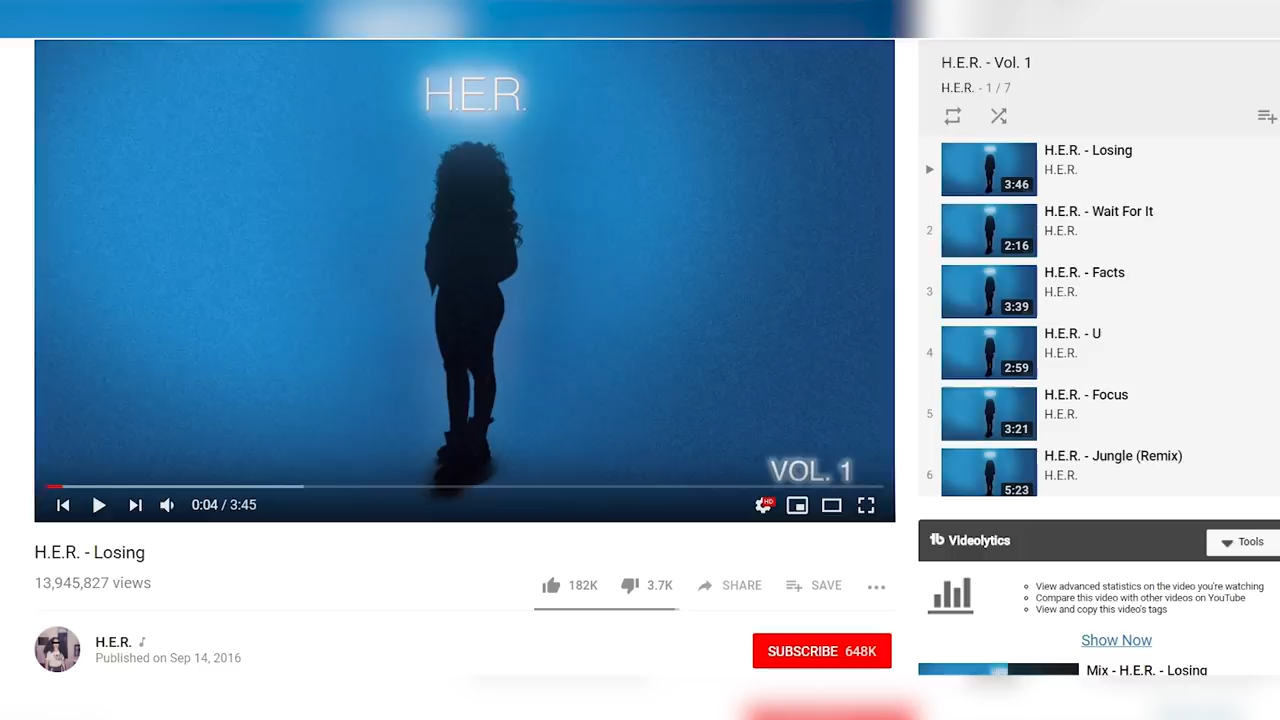 H.E.R.
VOL. 1
0:04 / 3:45
HD
H.E.R. - Losing
13,945,827 views
182K
3.7K
SHARE
SAVE
H.E.R.
Published on Sep 14, 2016
SUBSCRIBE 648K
H.E.R. - Vol. 1
H.E.R. - 1 / 7
H.E.R. - Losing
H.E.R.
3:46
2
H.E.R. - Wait For It
H.E.R.
2:16
3
H.E.R. - Facts
H.E.R.
3:39
4
H.E.R. - U
H.E.R.
2:59
5
H.E.R. - Focus
H.E.R.
3:21
6
H.E.R. - Jungle (Remix)
H.E.R.
5:23
tb Videolytics
Tools
View advanced statistics on the video you're watching
Compare this video with other videos on YouTube
View and copy this video's tags
Show Now
Mix - H.E.R. - Losing